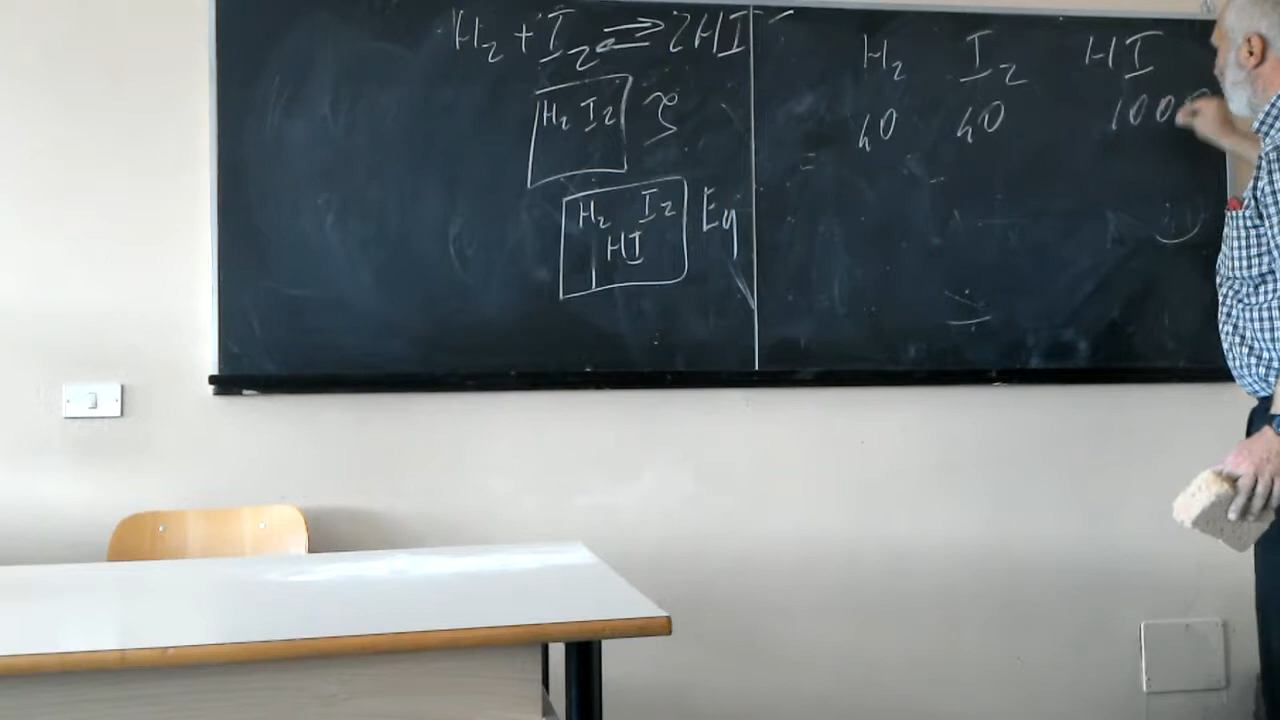 H₂ + I₂ ⇌ 2HI
H₂ I₂
H₂ I₂
HI
Eq
H₂ I₂ HI
40 40 1000